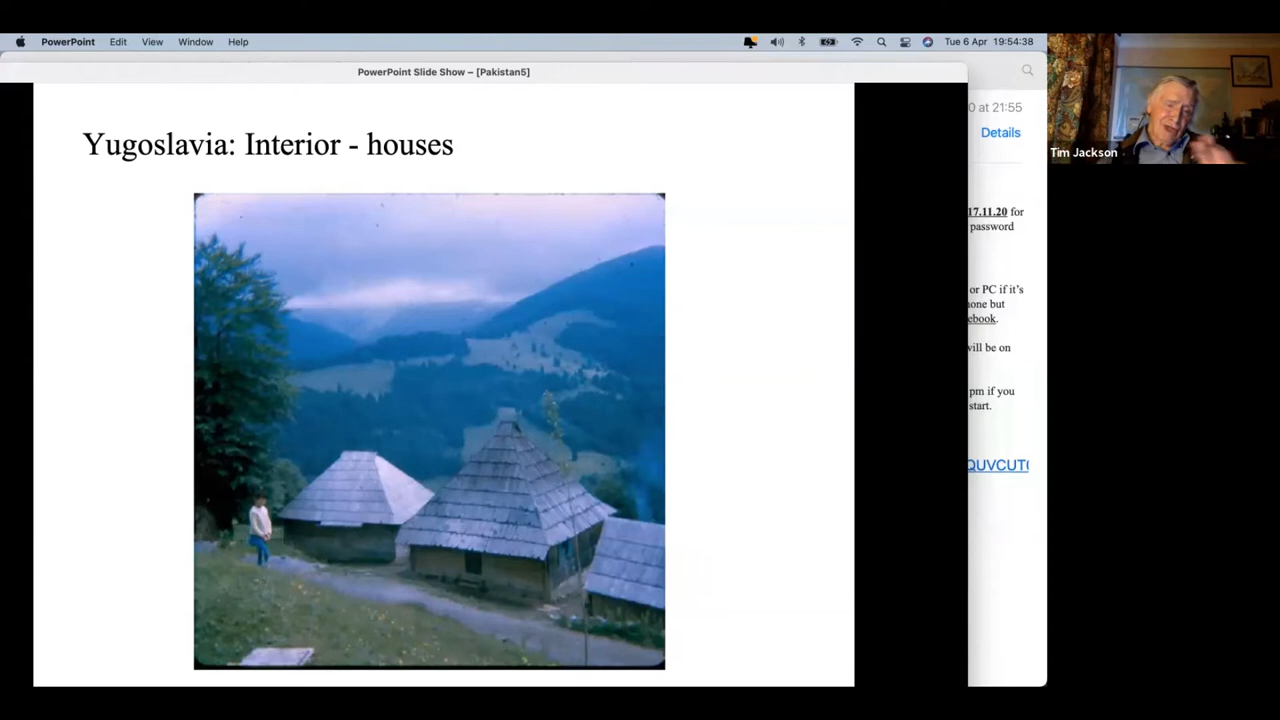 PowerPoint Edit View Window Help Tue 6 Apr 19:54:38
PowerPoint Slide Show – [Pakistan5]
Yugoslavia: Interior - houses
0 at 21:55
Details
17.11.20 for
password
or PC if it's
but
ebook.
will be on
pm if you
start.
QUVCUT
Tim Jackson